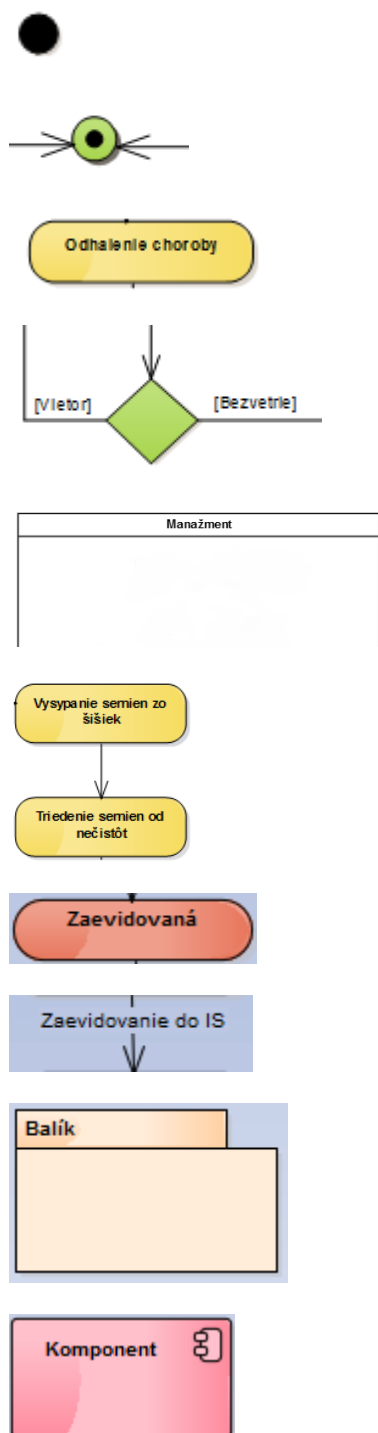 Odhalenie choroby
[Vietor]
[Bezvetrie]
Manažment
Vysypanie semien zo
šišiek
Triedenie semien od
nečistôt
Zaevidovaná
Zaevidovanie do IS
Balík
Komponent